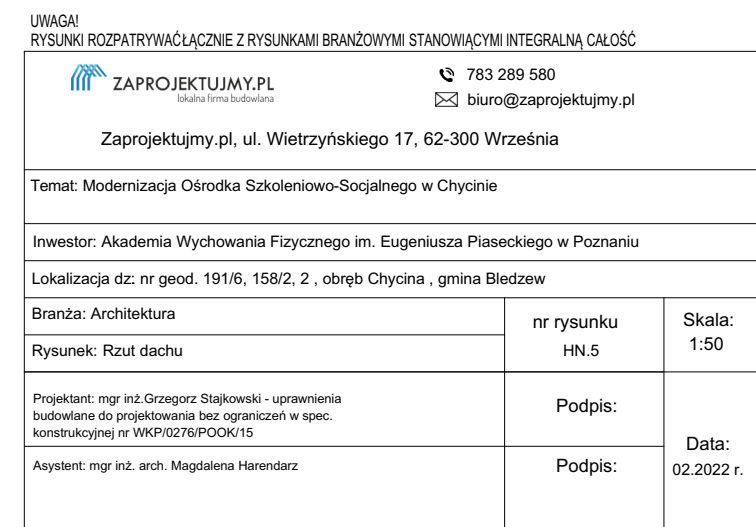 UWAGA!
RYSUNKI ROZPATRYWAĆ ŁĄCZNIE Z RYSUNKAMI BRANŻOWYMI STANOWIĄCYMI INTEGRALNĄ CAŁOŚĆ
ZAPROJEKTUJMY.PL
lokalna firma budowlana
783 289 580
biuro@zaprojektujmy.pl
Zaprojektujmy.pl, ul. Wietrzyńskiego 17, 62-300 Września
Temat: Modernizacja Ośrodka Szkoleniowo-Socjalnego w Chycinie
Inwestor: Akademia Wychowania Fizycznego im. Eugeniusza Piaseckiego w Poznaniu
Lokalizacja dz: nr geod. 191/6, 158/2, 2 , obręb Chycina , gmina Bledzew
Branża: Architektura
Rysunek: Rzut dachu
nr rysunku
HN.5
Skala:
1:50
Projektant: mgr inż.Grzegorz Stajkowski - uprawnienia
budowlane do projektowania bez ograniczeń w spec.
konstrukcyjnej nr WKP/0276/POOK/15
Podpis:
Asystent: mgr inż. arch. Magdalena Harendarz
Podpis:
Data:
02.2022 r.